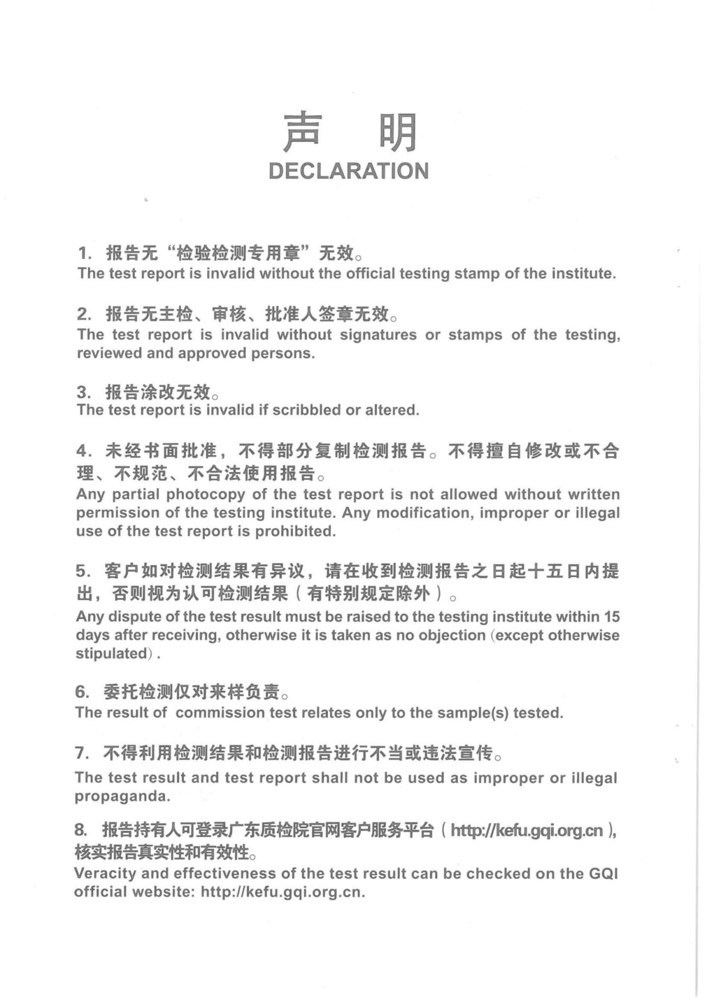 声 明
DECLARATION
1. 报告无“检验检测专用章”无效。
The test report is invalid without the official testing stamp of the institute.
2. 报告无主检、审核、批准人签章无效。
The test report is invalid without signatures or stamps of the testing,
reviewed and approved persons.
3. 报告涂改无效。
The test report is invalid if scribbled or altered.
4. 未经书面批准，不得部分复制检测报告。不得擅自修改或不合
理、不规范、不合法使用报告。
Any partial photocopy of the test report is not allowed without written
permission of the testing institute. Any modification, improper or illegal
use of the test report is prohibited.
5. 客户如对检测结果有异议，请在收到检测报告之日起十五日内提
出，否则视为认可检测结果（有特别规定除外）。
Any dispute of the test result must be raised to the testing institute within 15
days after receiving, otherwise it is taken as no objection (except otherwise
stipulated) .
6. 委托检测仅对来样负责。
The result of commission test relates only to the sample(s) tested.
7. 不得利用检测结果和检测报告进行不当或违法宣传。
The test result and test report shall not be used as improper or illegal
propaganda.
8. 报告持有人可登录广东质检院官网客户服务平台（http://kefu.gqi.org.cn），
核实报告真实性和有效性。
Veracity and effectiveness of the test result can be checked on the GQI
official website: http://kefu.gqi.org.cn.